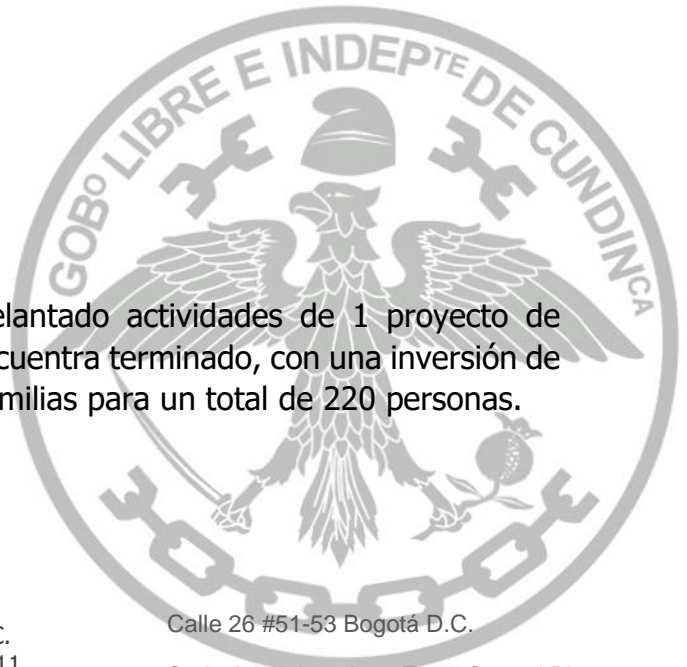 GOBº LIBRE E INDEPTE DE CUNDINCA
elantado actividades de 1 proyecto de
cuentra terminado, con una inversión de
milias para un total de 220 personas.
Calle 26 #51-53 Bogotá D.C.